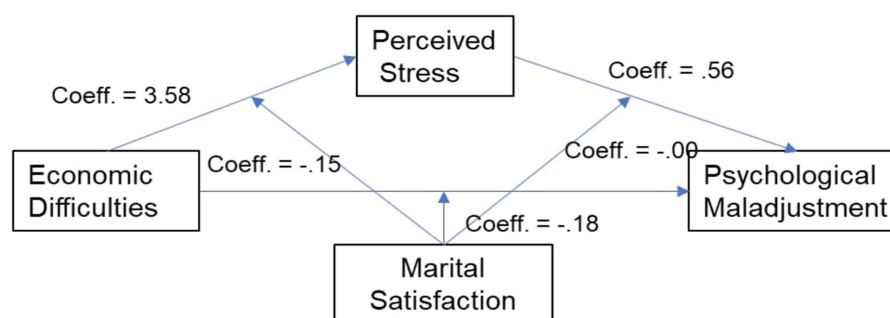 Perceived
Stress
Coeff. = 3.58
Coeff. = .56
Economic
Difficulties
Coeff. = -.15
Coeff. = -.00
Psychological
Maladjustment
Coeff. = -.18
Marital
Satisfaction